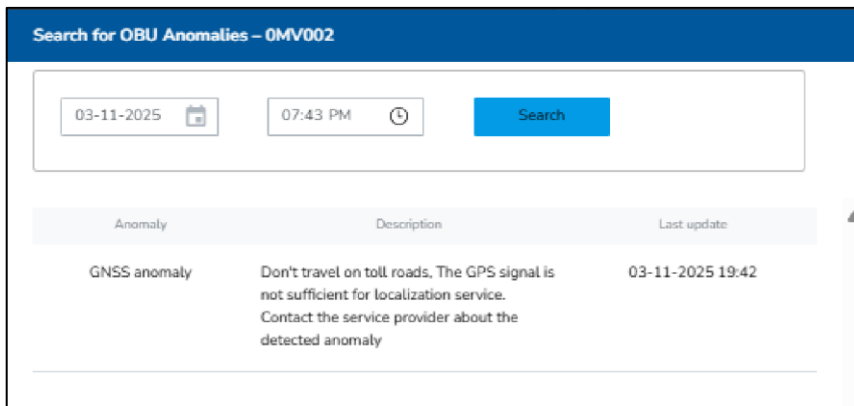 Search for OBU Anomalies – 0MV002
03-11-2025
07:43 PM
Search
Anomaly Description Last update
GNSS anomaly Don't travel on toll roads, The GPS signal is 03-11-2025 19:42
not sufficient for localization service.
Contact the service provider about the
detected anomaly